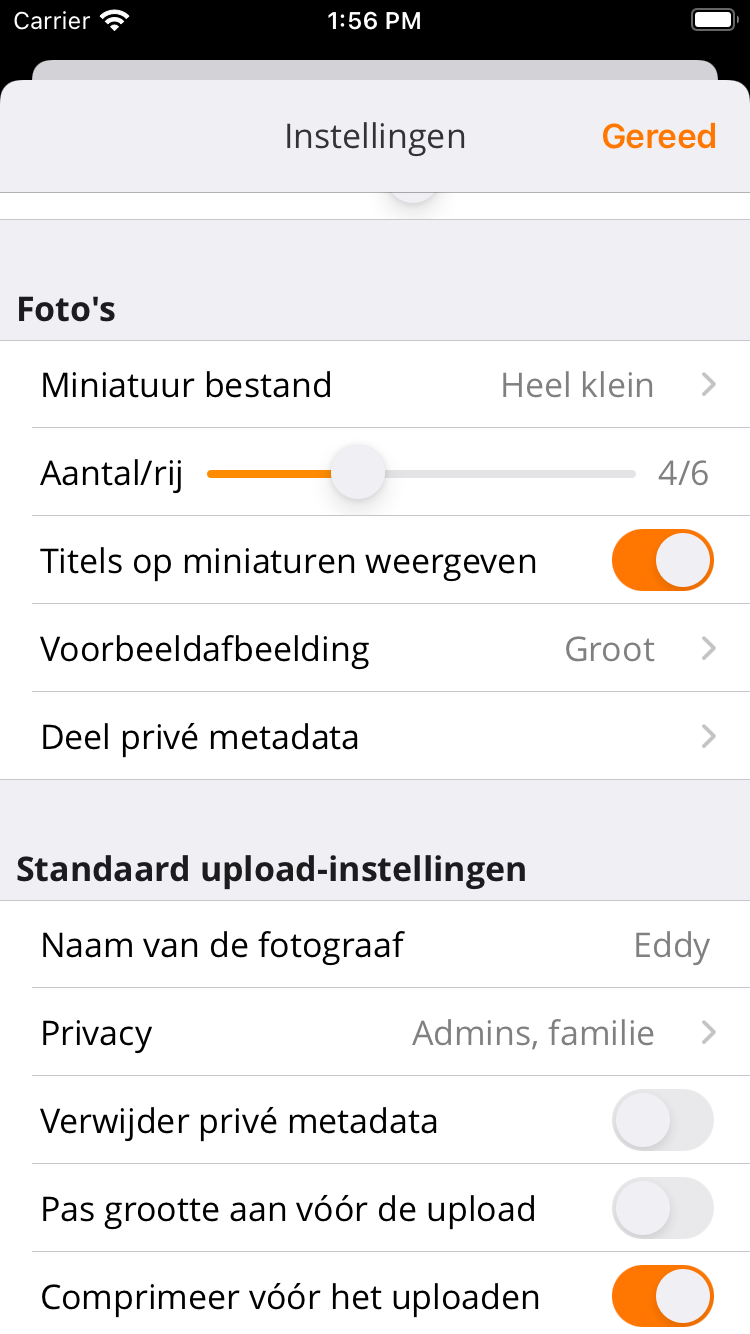 Carrier 1:56 PM
Instellingen Gereed
Foto's
Miniatuur bestand Heel klein
Aantal/rij 4/6
Titels op miniaturen weergeven
Voorbeeldafbeelding Groot
Deel privé metadata
Standaard upload-instellingen
Naam van de fotograaf Eddy
Privacy Admins, familie
Verwijder privé metadata
Pas grootte aan vóór de upload
Comprimeer vóór het uploaden